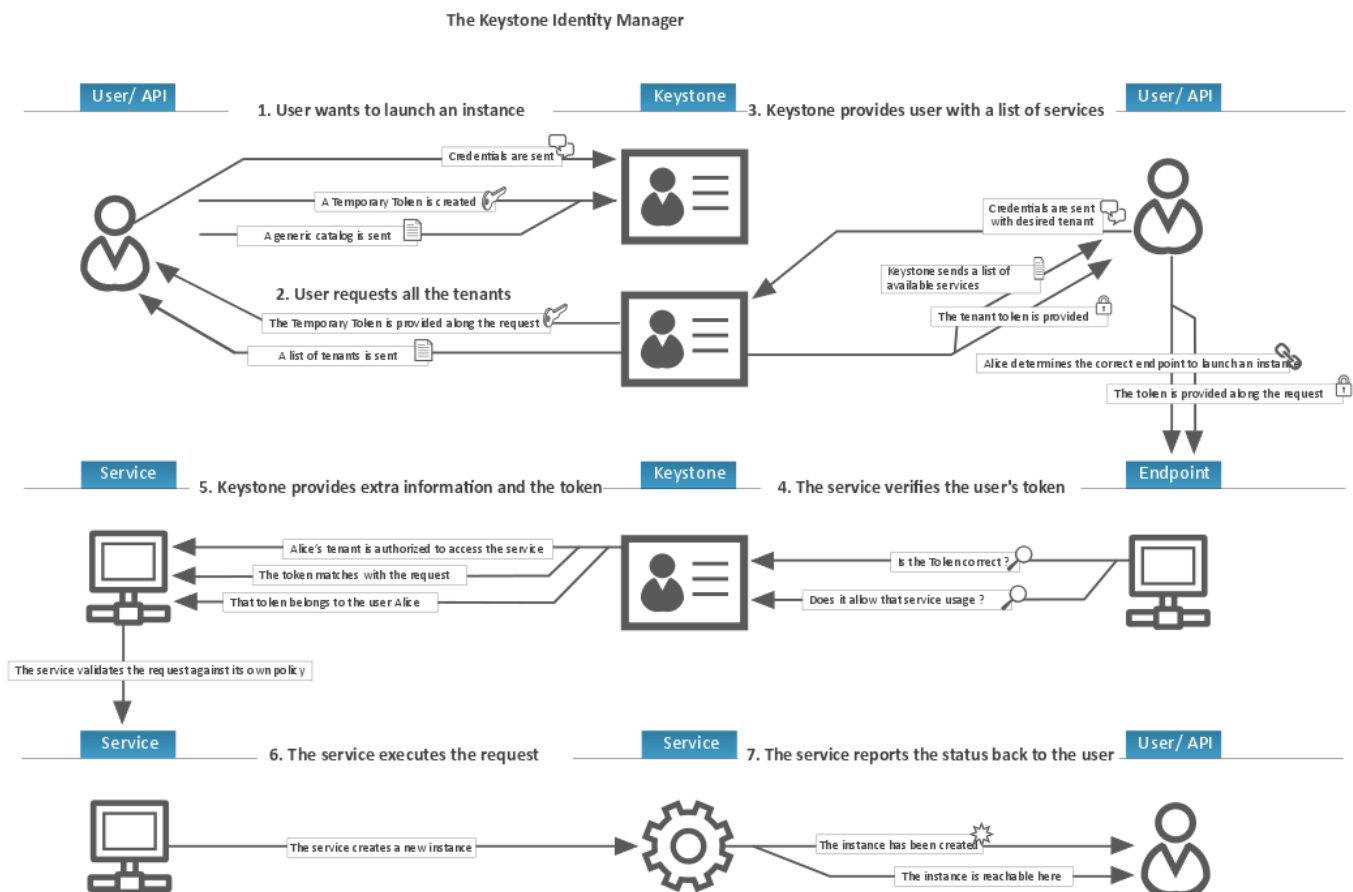 The Keystone Identity Manager
User/ API
1. User wants to launch an instance
Keystone
3. Keystone provides user with a list of services
User/ API
Credentials are sent
A Temporary Token is created
A generic catalog is sent
Credentials are sent
with desired tenant
Keystone sends a list of
available services
2. User requests all the tenants
The Temporary Token is provided along the request
The tenant token is provided
A list of tenants is sent
Alice determines the correct endpoint to launch an instance
The token is provided along the request
Service
5. Keystone provides extra information and the token
Keystone
4. The service verifies the user's token
Endpoint
Alice's tenant is authorized to access the service
Is the Token correct ?
The token matches with the request
That token belongs to the user Alice
Does it allow that service usage ?
The service validates the request against its own policy
Service
6. The service executes the request
Service
7. The service reports the status back to the user
User/ API
The service creates a new instance
The instance has been created
The instance is reachable here